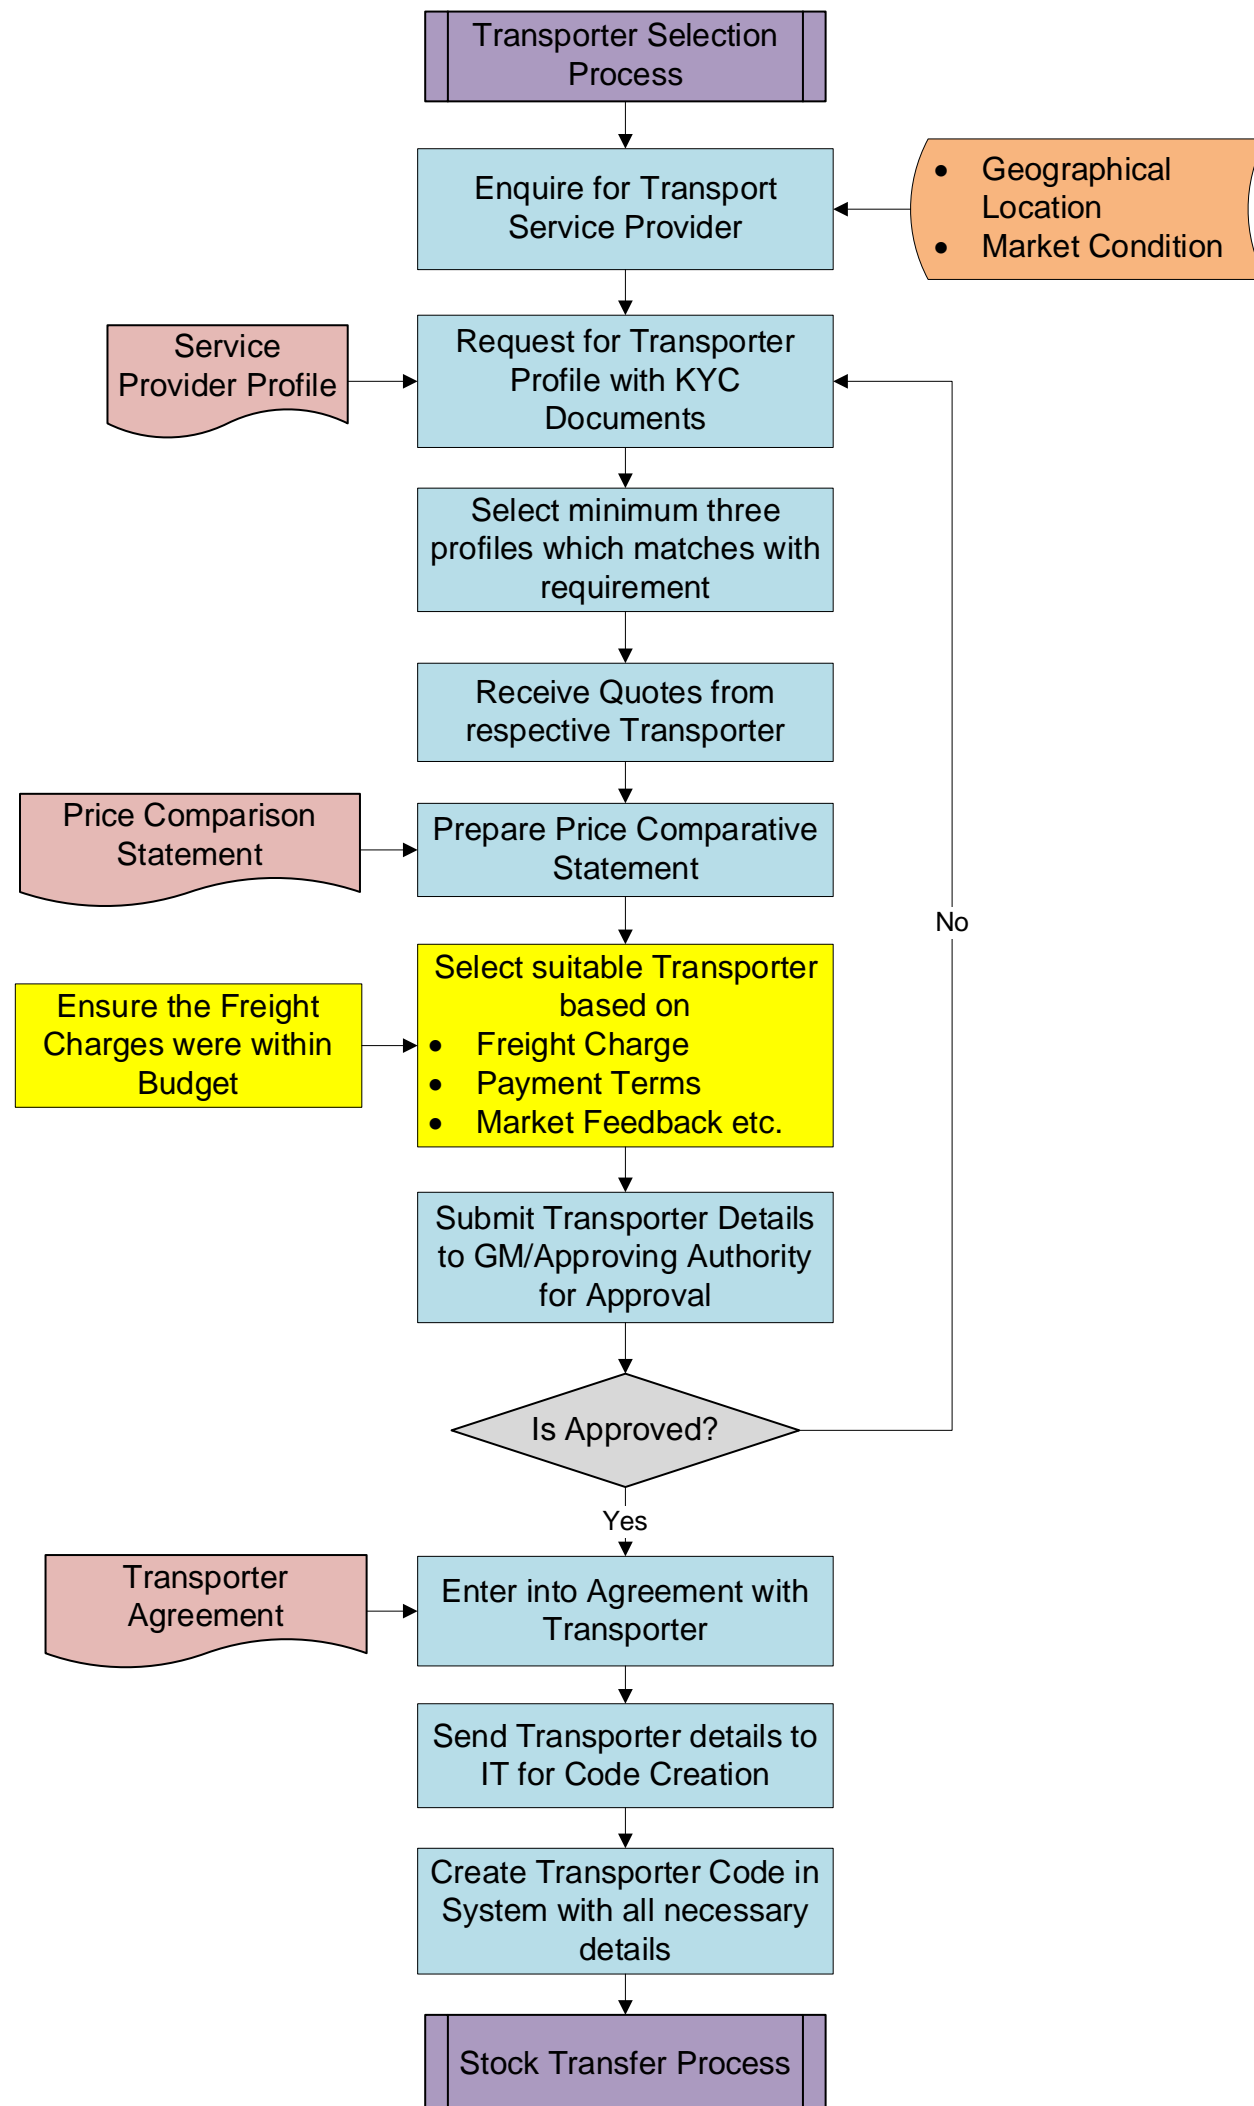 Transporter Selection
Process
Enquire for Transport
Service Provider
• Geographical
Location
• Market Condition
Service
Provider Profile
Request for Transporter
Profile with KYC
Documents
Select minimum three
profiles which matches with
requirement
Receive Quotes from
respective Transporter
Price Comparison
Statement
Prepare Price Comparative
Statement
No
Ensure the Freight
Charges were within
Budget
Select suitable Transporter
based on
• Freight Charge
• Payment Terms
• Market Feedback etc.
Submit Transporter Details
to GM/Approving Authority
for Approval
Is Approved?
Yes
Transporter
Agreement
Enter into Agreement with
Transporter
Send Transporter details to
IT for Code Creation
Create Transporter Code in
System with all necessary
details
Stock Transfer Process